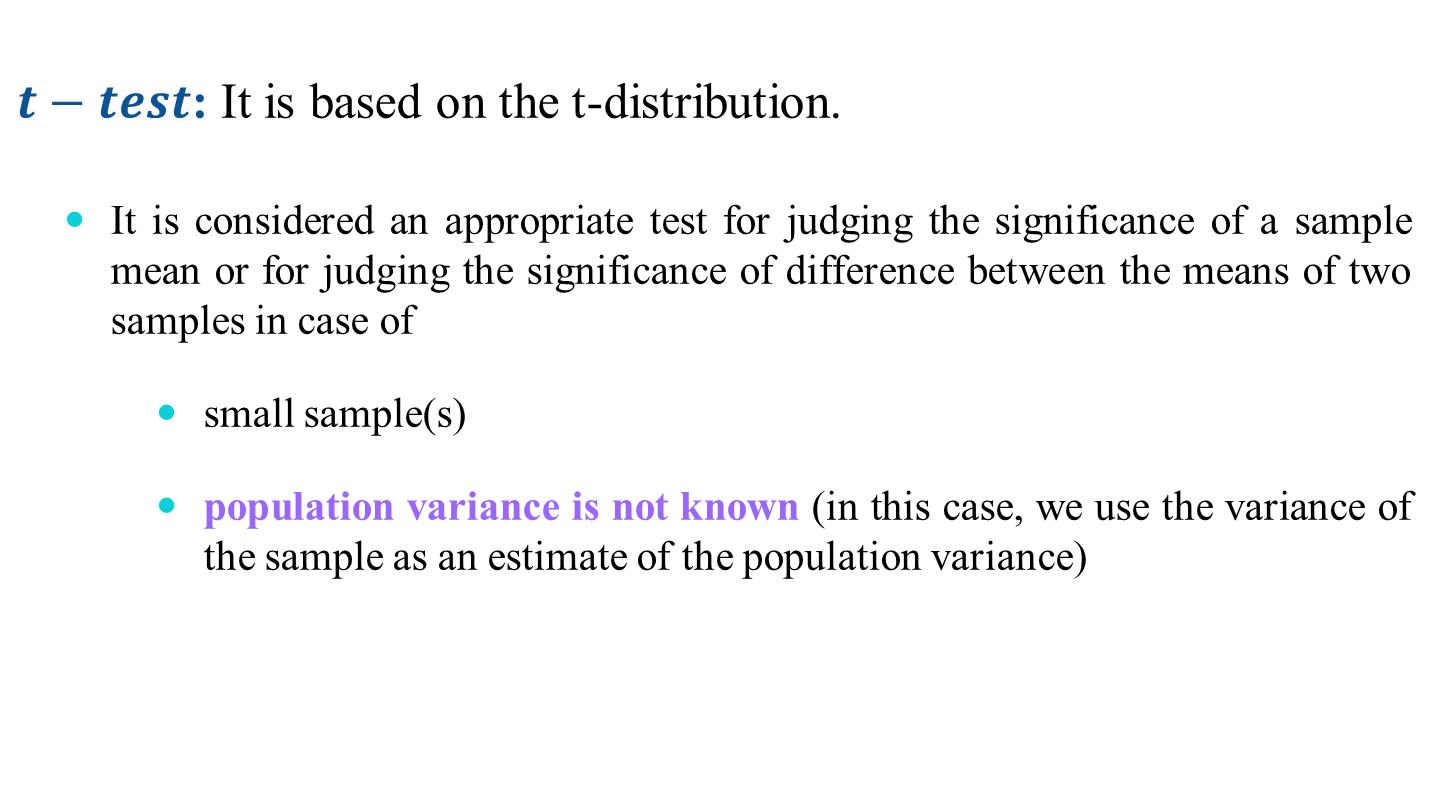 t − test: It is based on the t-distribution.
• It is considered an appropriate test for judging the significance of a sample
mean or for judging the significance of difference between the means of two
samples in case of
• small sample(s)
• population variance is not known (in this case, we use the variance of
the sample as an estimate of the population variance)